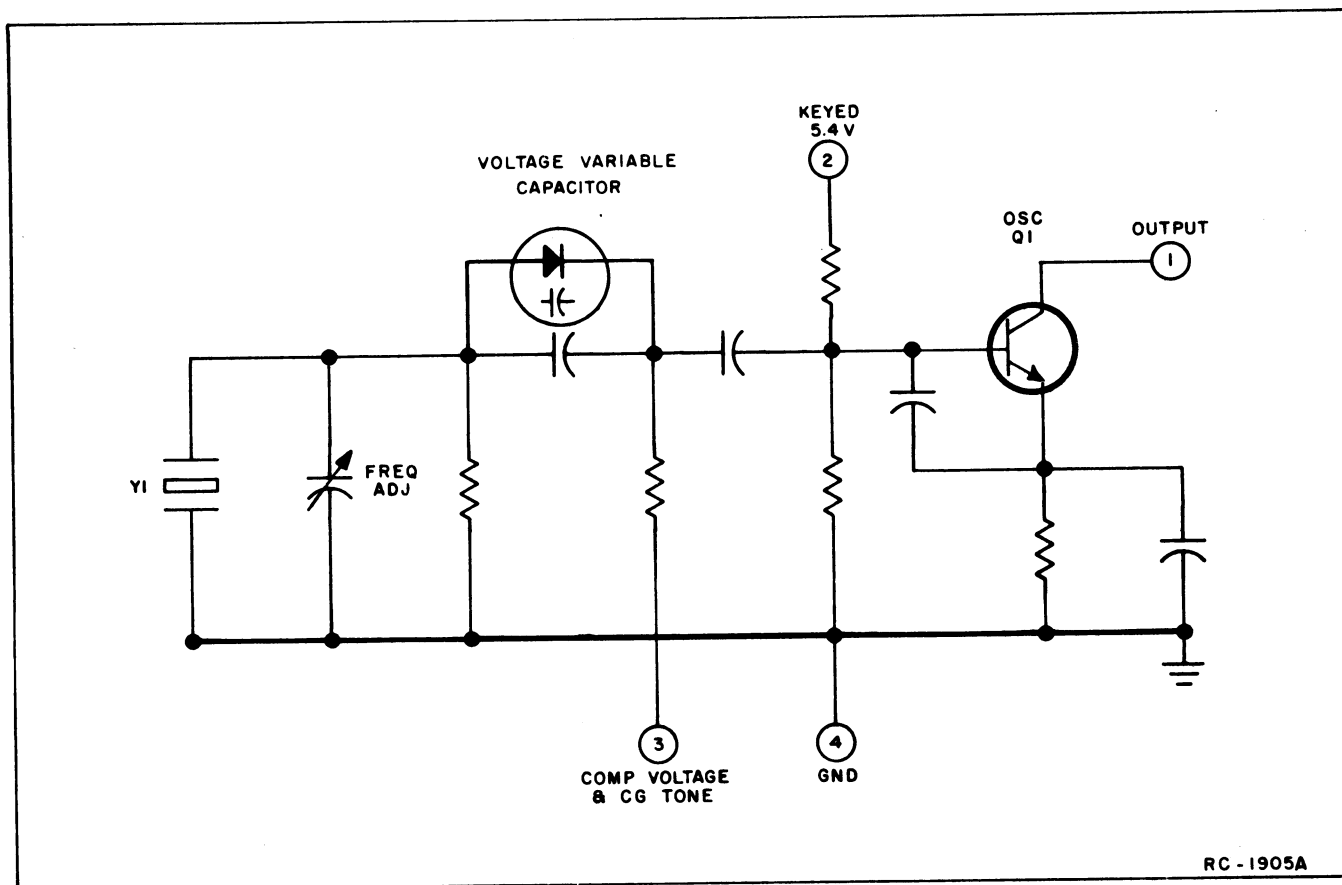 KEYED
5.4 V
2
VOLTAGE VARIABLE
CAPACITOR
OSC
Q1
OUTPUT
1
Y1
FREQ
ADJ
3
COMP VOLTAGE
& CG TONE
4
GND
RC-1905A